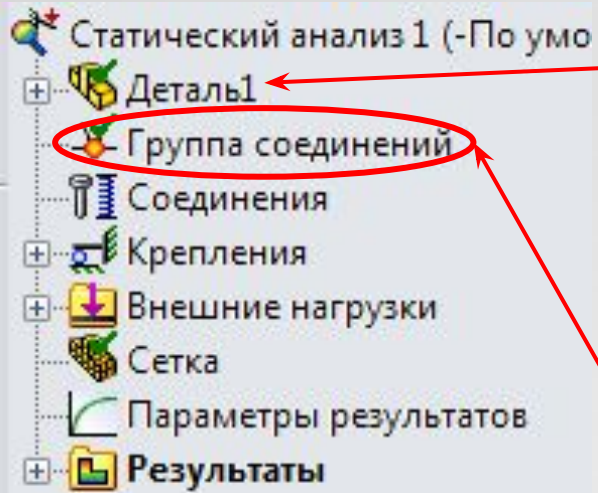 Статический анализ 1 (-По умо
Деталь1
Группа соединений
Соединения
Крепления
Внешние нагрузки
Сетка
Параметры результатов
Результаты